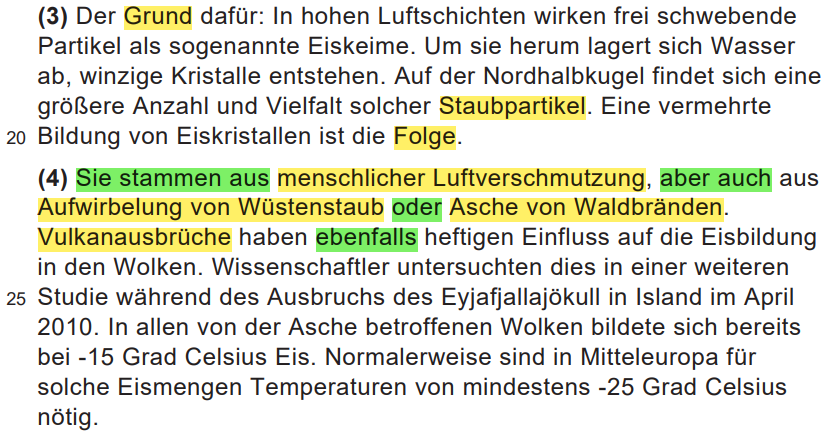 (3) Der Grund dafür: In hohen Luftschichten wirken frei schwebende
Partikel als sogenannte Eiskeime. Um sie herum lagert sich Wasser
ab, winzige Kristalle entstehen. Auf der Nordhalbkugel findet sich eine
größere Anzahl und Vielfalt solcher Staubpartikel. Eine vermehrte
20 Bildung von Eiskristallen ist die Folge.
(4) Sie stammen aus menschlicher Luftverschmutzung, aber auch aus
Aufwirbelung von Wüstenstaub oder Asche von Waldbränden.
Vulkanausbrüche haben ebenfalls heftigen Einfluss auf die Eisbildung
in den Wolken. Wissenschaftler untersuchten dies in einer weiteren
25 Studie während des Ausbruchs des Eyjafjallajökull in Island im April
2010. In allen von der Asche betroffenen Wolken bildete sich bereits
bei -15 Grad Celsius Eis. Normalerweise sind in Mitteleuropa für
solche Eismengen Temperaturen von mindestens -25 Grad Celsius
nötig.